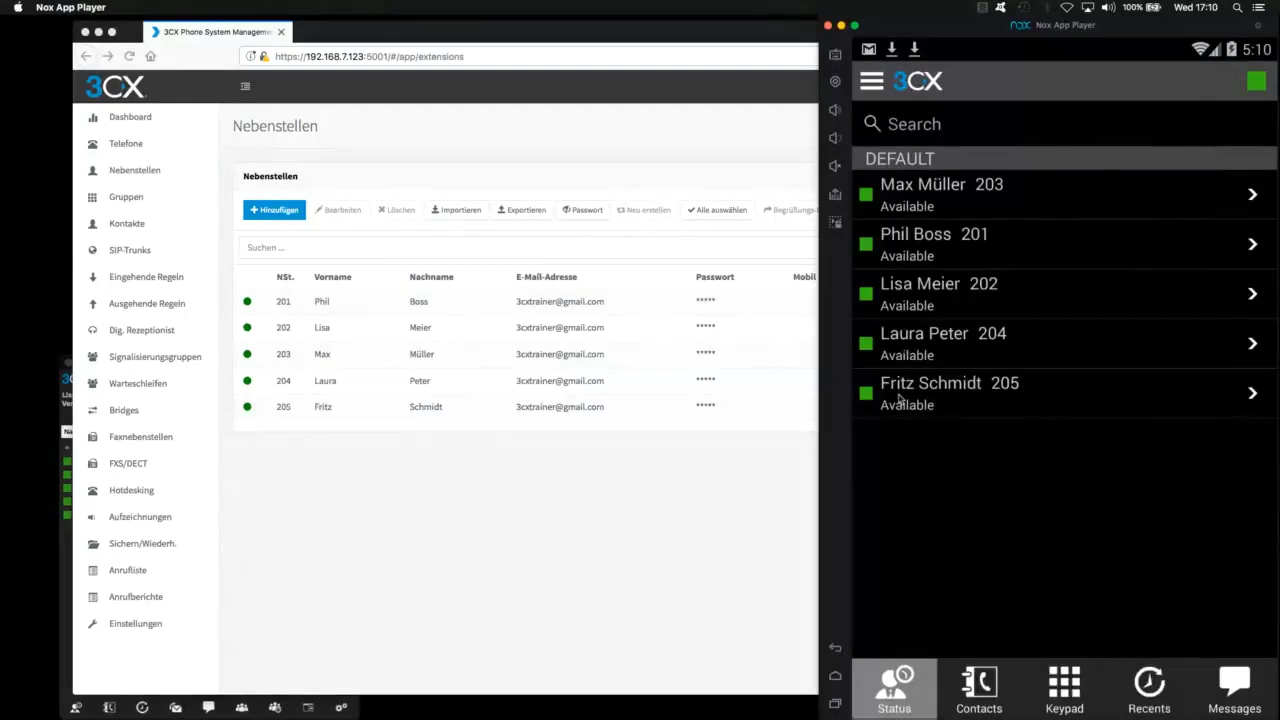 Nox App Player
100%
Wed 17:10
3CX Phone System Manageme
https://192.168.7.123:5001/#/app/extensions
3CX
Dashboard
Telefone
Nebenstellen
Gruppen
Kontakte
SIP-Trunks
Eingehende Regeln
Ausgehende Regeln
Dig. Rezeptionist
Signalisierungsgruppen
Warteschleifen
Bridges
Faxnebenstellen
FXS/DECT
Hotdesking
Aufzeichnungen
Sichern/Wiederh.
Anrufliste
Anrufberichte
Einstellungen
Nebenstellen
Nebenstellen
Hinzufügen Bearbeiten Löschen Importieren Exportieren Passwort Neu erstellen Alle auswählen Begrüßungs-
Suchen ...
NSt. Vorname Nachname E-Mail-Adresse Passwort Mobil
201 Phil Boss 3cxtrainer@gmail.com *****
202 Lisa Meier 3cxtrainer@gmail.com *****
203 Max Müller 3cxtrainer@gmail.com *****
204 Laura Peter 3cxtrainer@gmail.com *****
205 Fritz Schmidt 3cxtrainer@gmail.com *****
nox Nox App Player
5:10
3CX
Search
DEFAULT
Max Müller 203
Available
Phil Boss 201
Available
Lisa Meier 202
Available
Laura Peter 204
Available
Fritz Schmidt 205
Available
Status Contacts Keypad Recents Messages